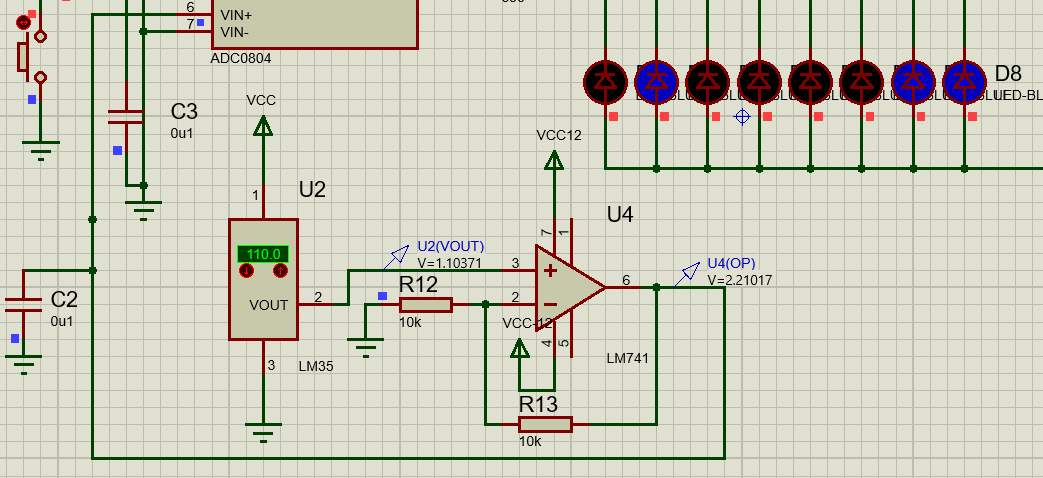 6 VIN+
7 VIN-
ADC0804
C3
0u1
VCC
1
U2
110.0
VOUT
2
3
LM35
C2
0u1
U2(VOUT)
V=1.10371
R12
10k
VCC12
7
1
U4
3
2
6
VCC-12
4
5
LM741
U4(OP)
V=2.21017
R13
10k
D8
LED-BL